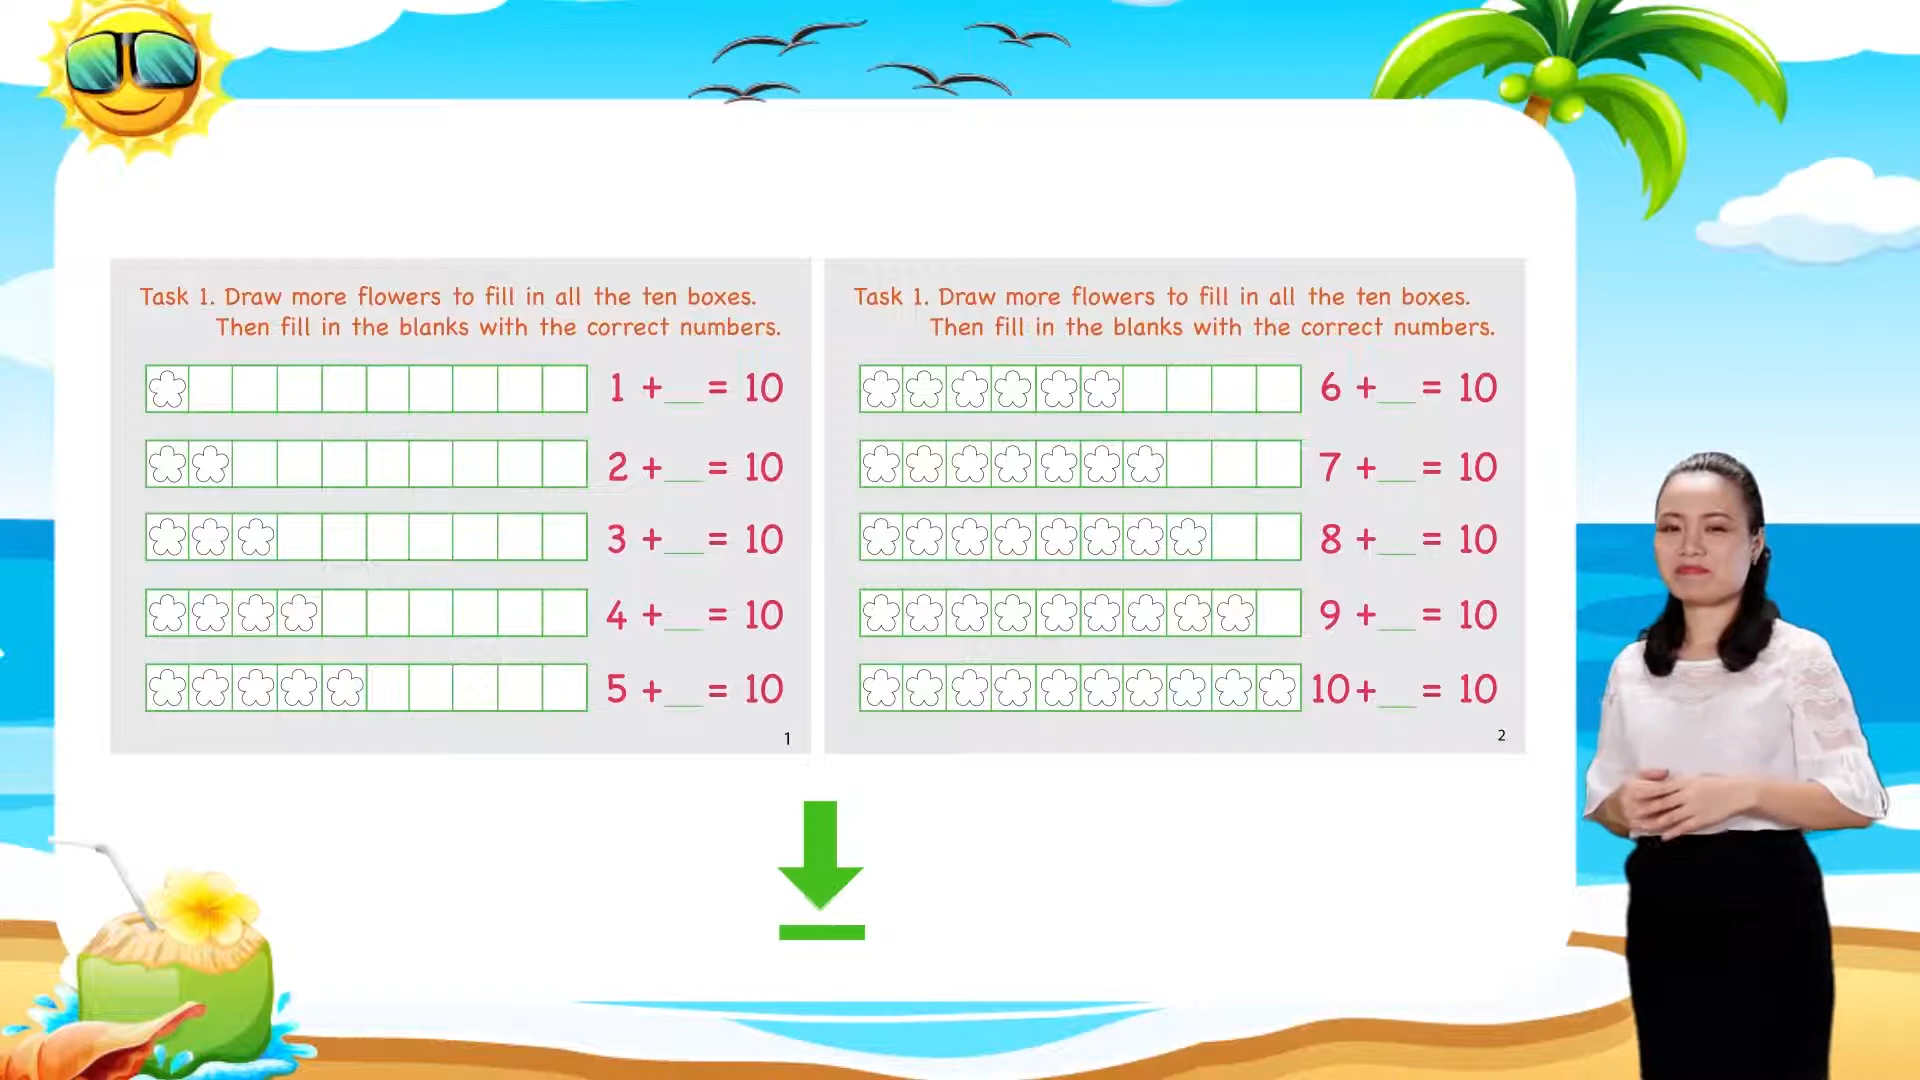 Task 1. Draw more flowers to fill in all the ten boxes.
Then fill in the blanks with the correct numbers.
1 + __ = 10
2 + __ = 10
3 + __ = 10
4 + __ = 10
5 + __ = 10
1
Task 1. Draw more flowers to fill in all the ten boxes.
Then fill in the blanks with the correct numbers.
6 + __ = 10
7 + __ = 10
8 + __ = 10
9 + __ = 10
10+ __ = 10
2